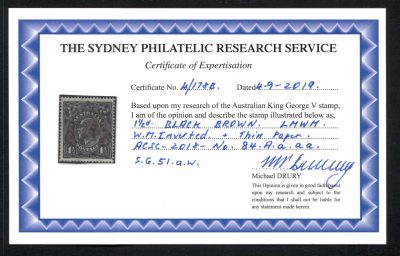 THE SYDNEY PHILATELIC RESEARCH SERVICE
Certificate of Expertisation
Certificate No. 4/178B. Dated 4-9-2019.
Based upon my research of the Australian King George V stamp,
I am of the opinion and describe the stamp illustrated below as;
1½d. BLACK BROWN. LMWM.
W.M. Inverted. + Thin Paper.
ACSC-2018- No. 84.A.a.aa.
S.G. 51.a.w.
Michael DRURY
This Opinion is given in good faith based
upon my research and subject to the
conditions that I shall not be liable for
any statement made herein.